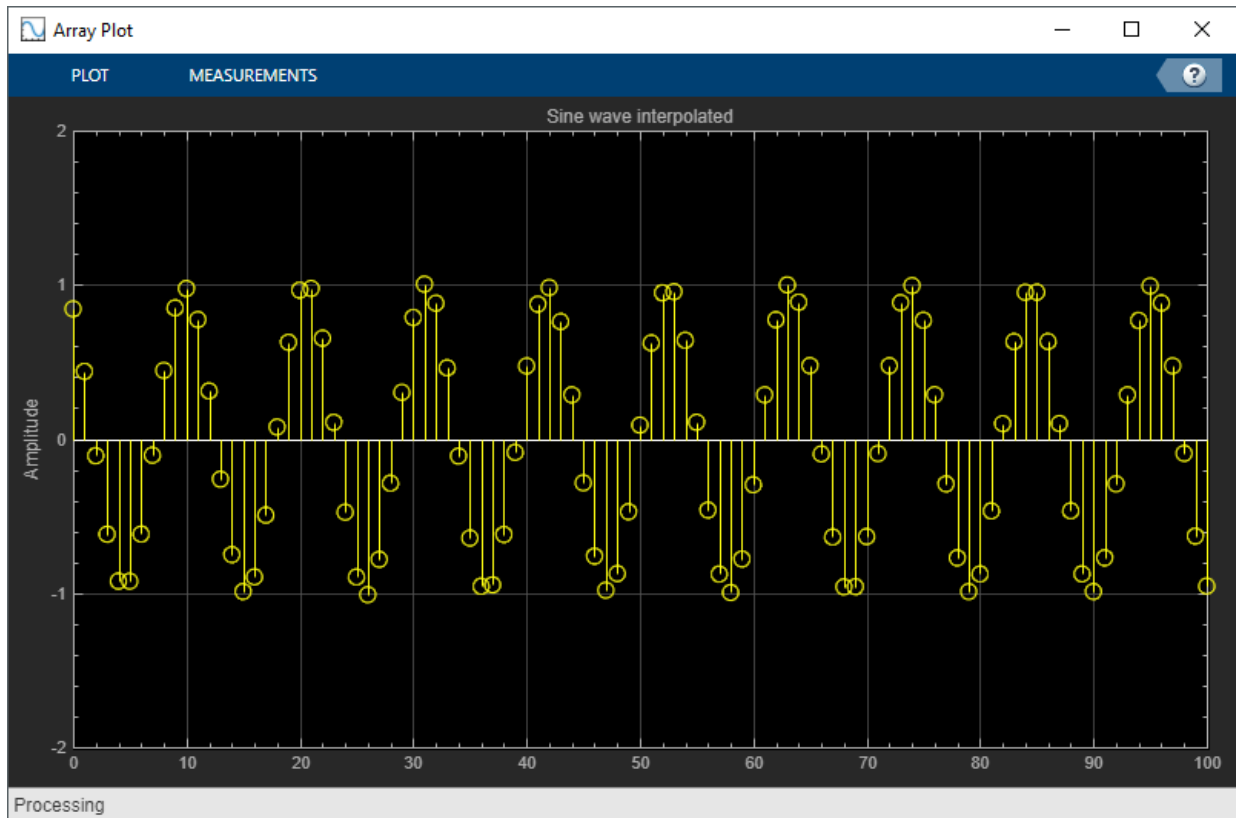 Array Plot
PLOT MEASUREMENTS ?
Sine wave interpolated
2
1
0
-1
-2
Amplitude
0 10 20 30 40 50 60 70 80 90 100
Processing